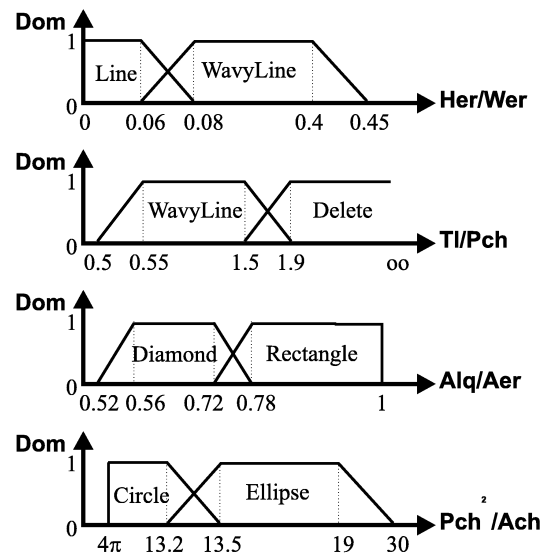 Dom
1
Line WavyLine
0
Her/Wer
0 0.06 0.08 0.4 0.45
Dom
1
WavyLine Delete
0
Tl/Pch
0.5 0.55 1.5 1.9 oo
Dom
1
Diamond Rectangle
0
Alq/Aer
0.52 0.56 0.72 0.78 1
Dom
1
Circle Ellipse
0
Pch² /Ach
4π 13.2 13.5 19 30